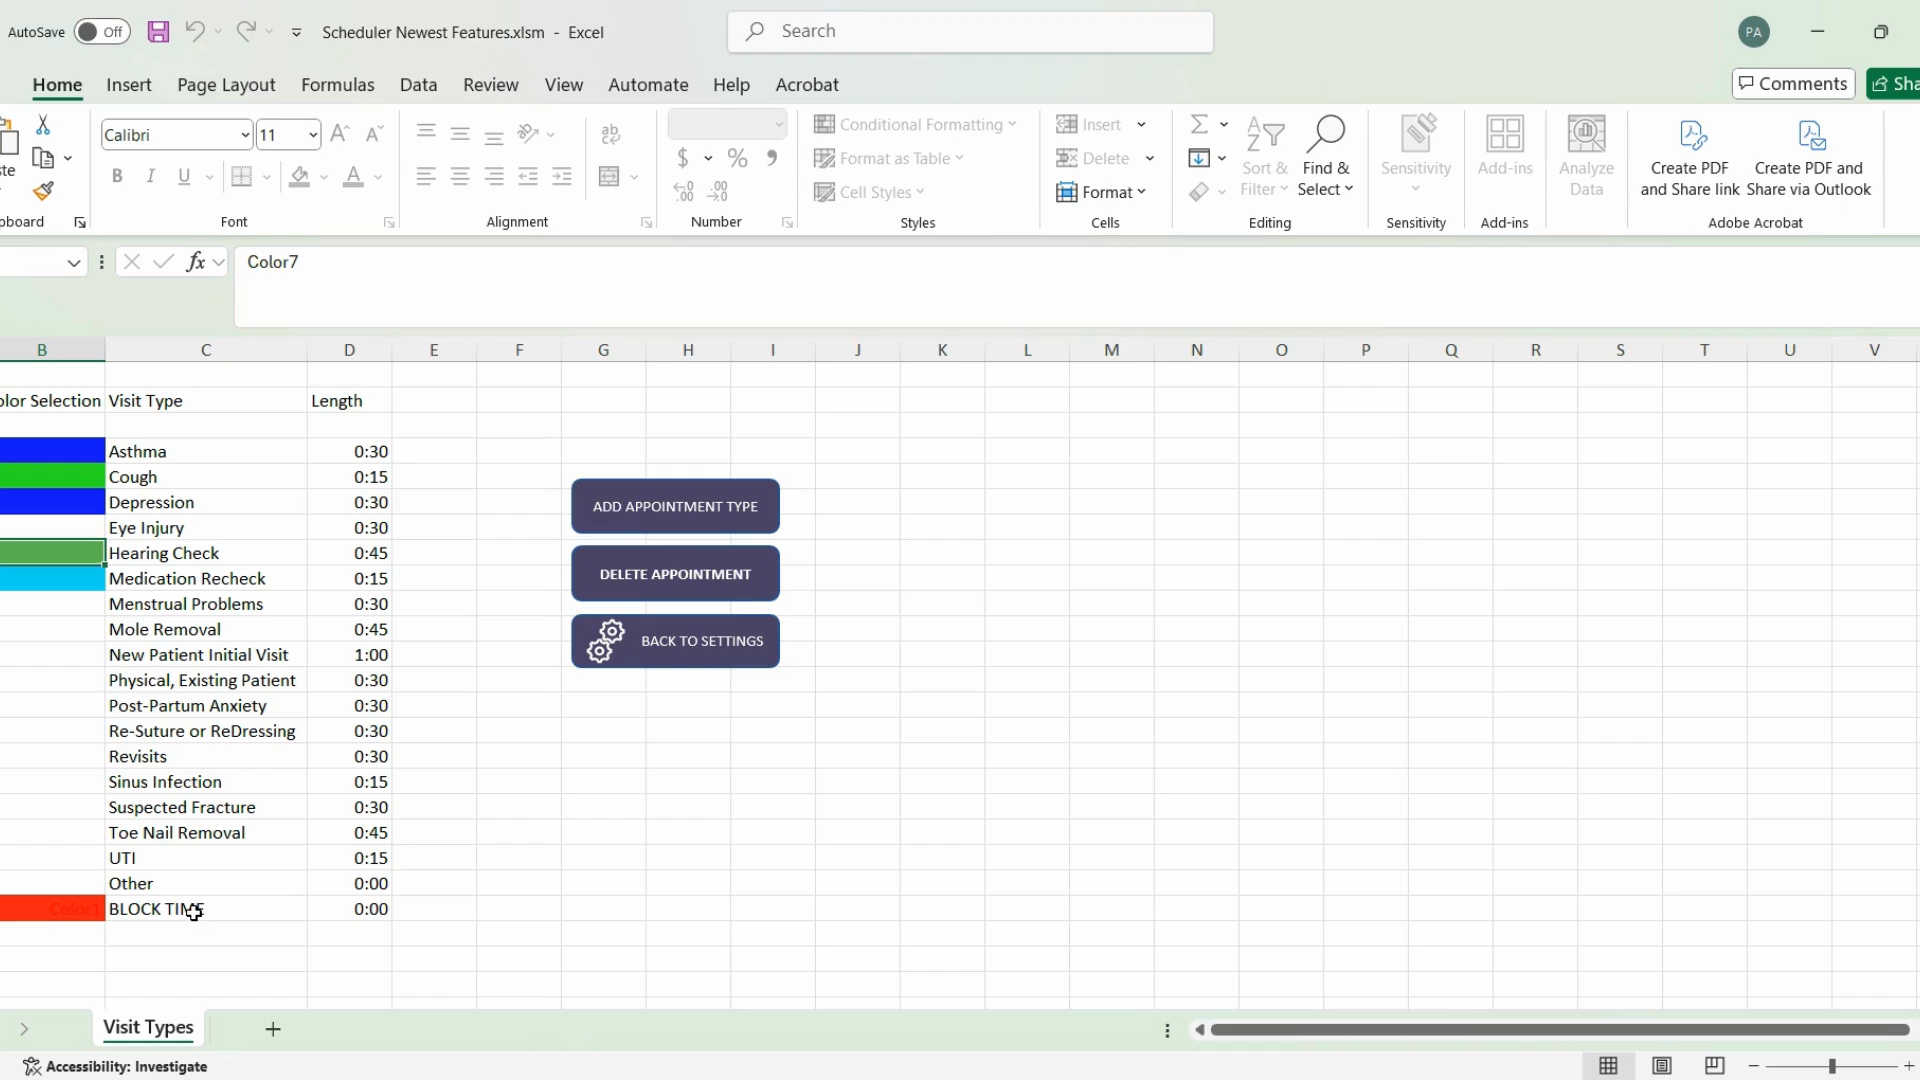 AutoSave Off Scheduler Newest Features.xlsm - Excel Search PA
Home Insert Page Layout Formulas Data Review View Automate Help Acrobat Comments Sha
Calibri 11 Conditional Formatting Insert
$ % Format as Table Delete Sort & Find & Sensitivity Add-ins Analyze Create PDF Create PDF and
ste B I U A Cell Styles Format Filter Select Data and Share link Share via Outlook
pboard Font Alignment Number Styles Cells Editing Sensitivity Add-ins Adobe Acrobat
fx Color7
B C D E F G H I J K L M N O P Q R S T U V
olor Selection Visit Type Length
Asthma 0:30
Cough 0:15
Depression 0:30
Eye Injury 0:30
Hearing Check 0:45
Medication Recheck 0:15
Menstrual Problems 0:30
Mole Removal 0:45
New Patient Initial Visit 1:00
Physical, Existing Patient 0:30
Post-Partum Anxiety 0:30
Re-Suture or ReDressing 0:30
Revisits 0:30
Sinus Infection 0:15
Suspected Fracture 0:30
Toe Nail Removal 0:45
UTI 0:15
Other 0:00
BLOCK TIME 0:00
ADD APPOINTMENT TYPE
DELETE APPOINTMENT
BACK TO SETTINGS
Visit Types
Accessibility: Investigate